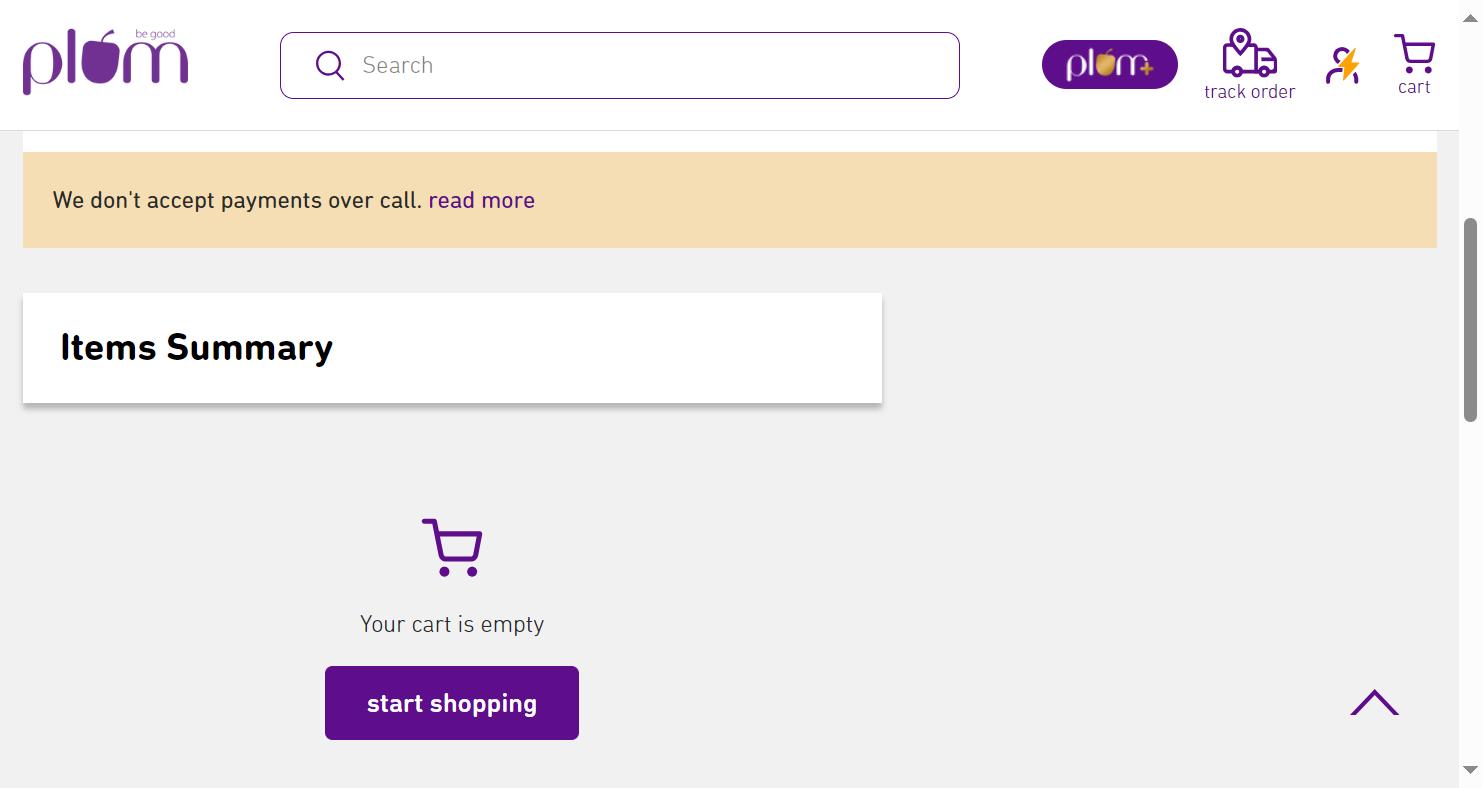 be good
plum
Search
plum+
track order
cart
We don't accept payments over call. read more
Items Summary
Your cart is empty
start shopping